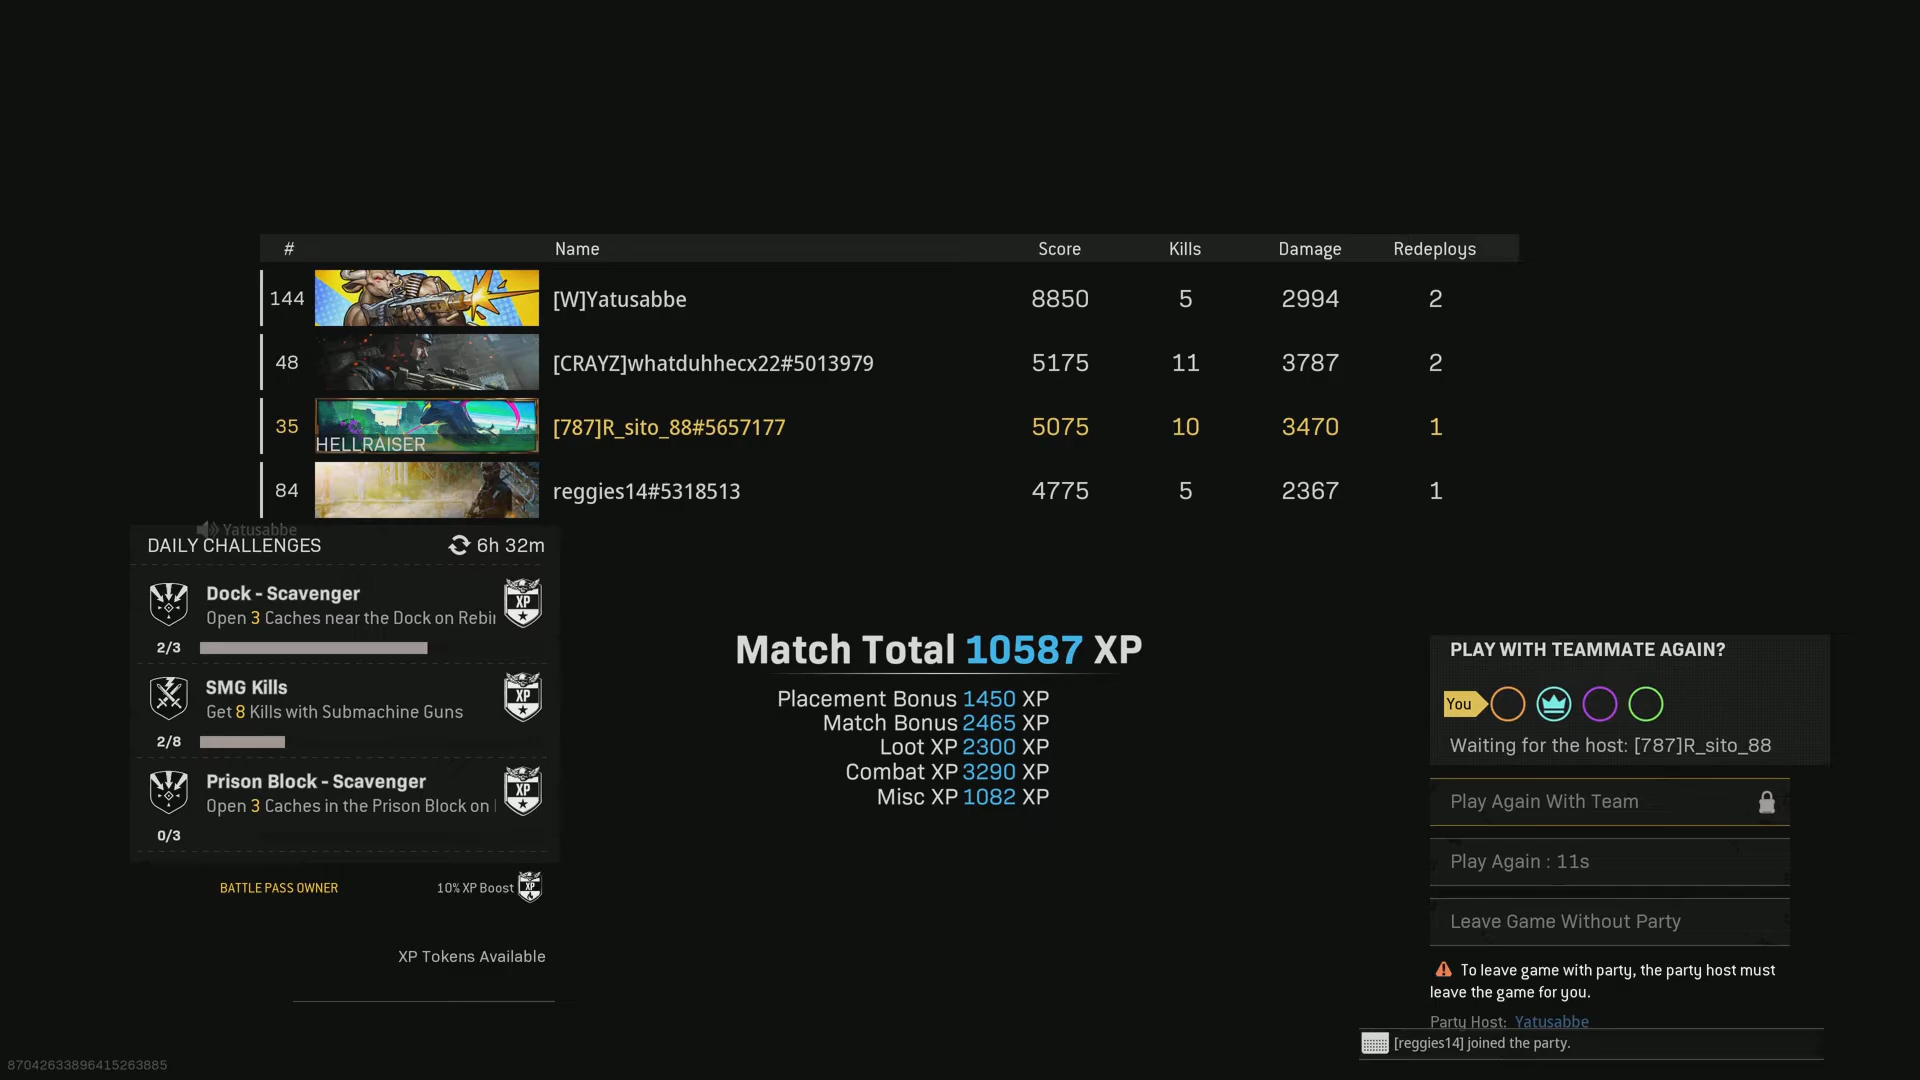 # Name Score Kills Damage Redeploys
144 [W]Yatusabbe 8850 5 2994 2
48 [CRAYZ]whatduhhecx22#5013979 5175 11 3787 2
35 HELLRAISER [787]R_sito_88#5657177 5075 10 3470 1
84 reggies14#5318513 4775 5 2367 1
Yatusabbe
DAILY CHALLENGES 6h 32m
Dock - Scavenger
Open 3 Caches near the Dock on Rebi
XP
2/3
SMG Kills
Get 8 Kills with Submachine Guns
XP
2/8
Prison Block - Scavenger
Open 3 Caches in the Prison Block on
XP
0/3
BATTLE PASS OWNER 10% XP Boost XP
XP Tokens Available
Match Total 10587 XP
Placement Bonus 1450 XP
Match Bonus 2465 XP
Loot XP 2300 XP
Combat XP 3290 XP
Misc XP 1082 XP
PLAY WITH TEAMMATE AGAIN?
You
Waiting for the host: [787]R_sito_88
Play Again With Team
Play Again : 11s
Leave Game Without Party
To leave game with party, the party host must
leave the game for you.
Party Host: Yatusabbe
[reggies14] joined the party.
87042633896415263885